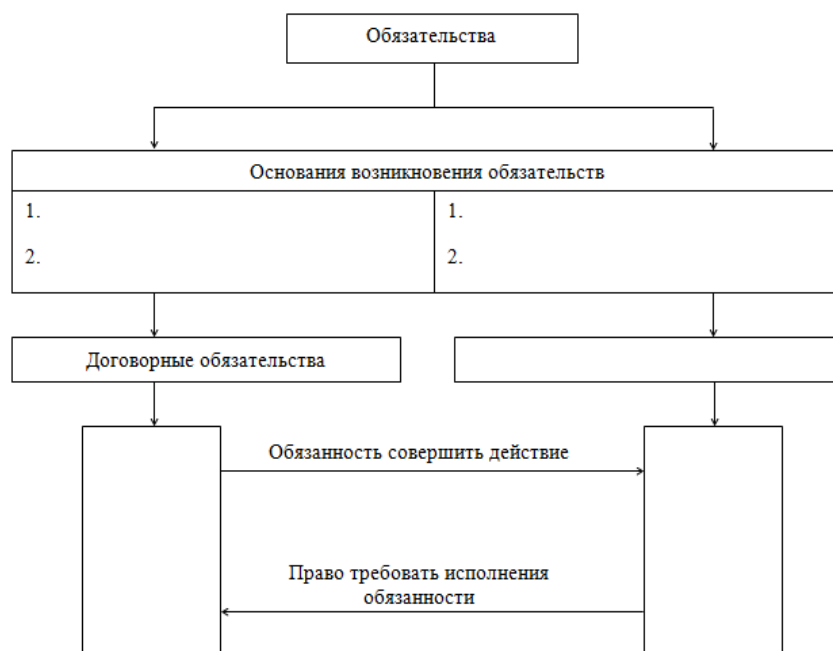 Обязательства
Основания возникновения обязательств
1.
2.
1.
2.
Договорные обязательства
Обязанность совершить действие
Право требовать исполнения
обязанности